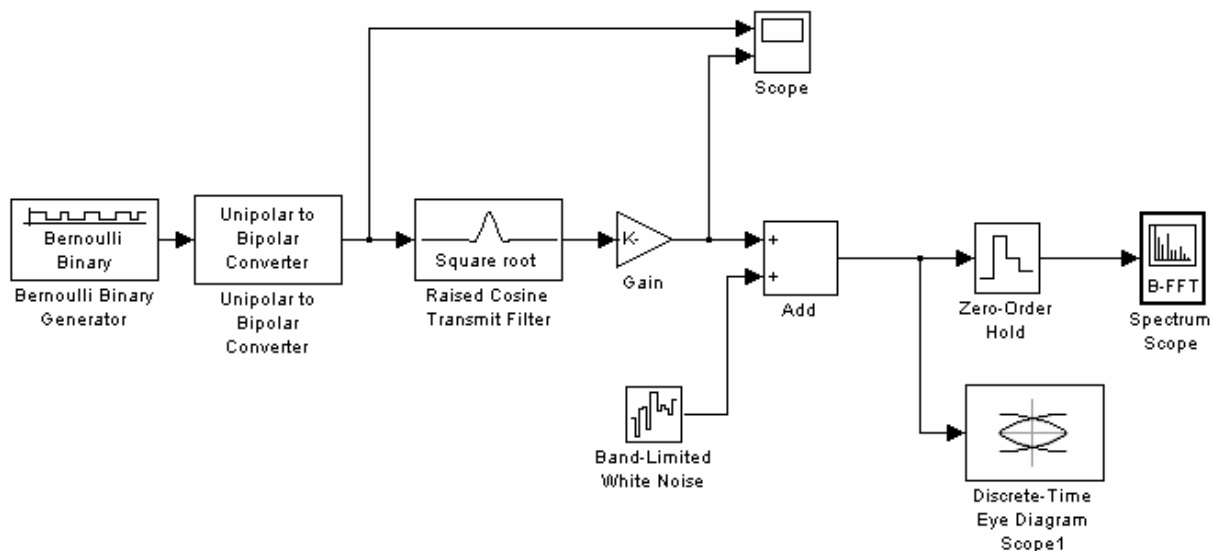 Scope
Bernoulli
Binary
Bernoulli Binary
Generator
Unipolar to
Bipolar
Converter
Unipolar to
Bipolar
Converter
Square root
Raised Cosine
Transmit Filter
K-
Gain
+
+
Add
Zero-Order
Hold
B-FFT
Spectrum
Scope
Band-Limited
White Noise
Discrete-Time
Eye Diagram
Scope1